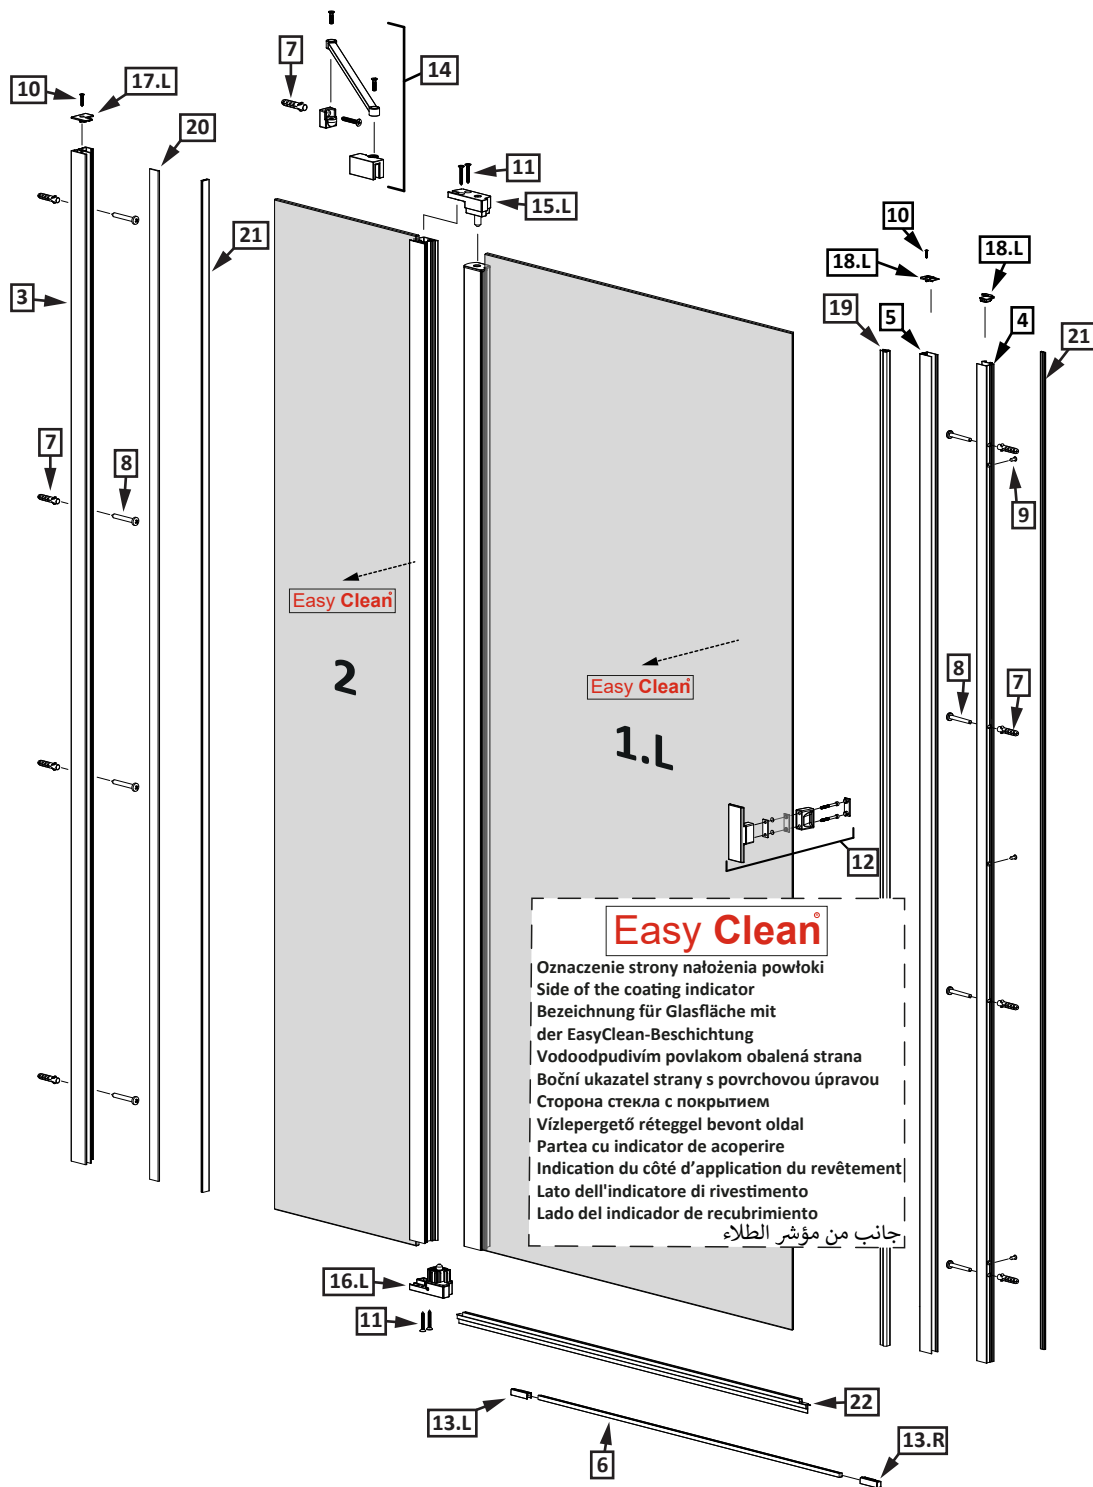 7
14
10
17.L
20
11
15.L
21
10
18.L
18.L
3
19
5
4
21
7
8
9
Easy Clean®
2
8
7
Easy Clean®
1.L
12
Easy Clean®
Oznaczenie strony nałożenia powłoki
Side of the coating indicator
Bezeichnung für Glasfläche mit
der EasyClean-Beschichtung
Vodoodpudivím povlakom obalená strana
Boční ukazatel strany s povrchovou úpravou
Сторона стекла с покрытием
Vízlepergető réteggel bevont oldal
Partea cu indicator de acoperire
Indication du côté d’application du revêtement
Lato dell'indicatore di rivestimento
Lado del indicador de recubrimiento
جانب من مؤشر الطلاء
16.L
11
22
13.L
6
13.R